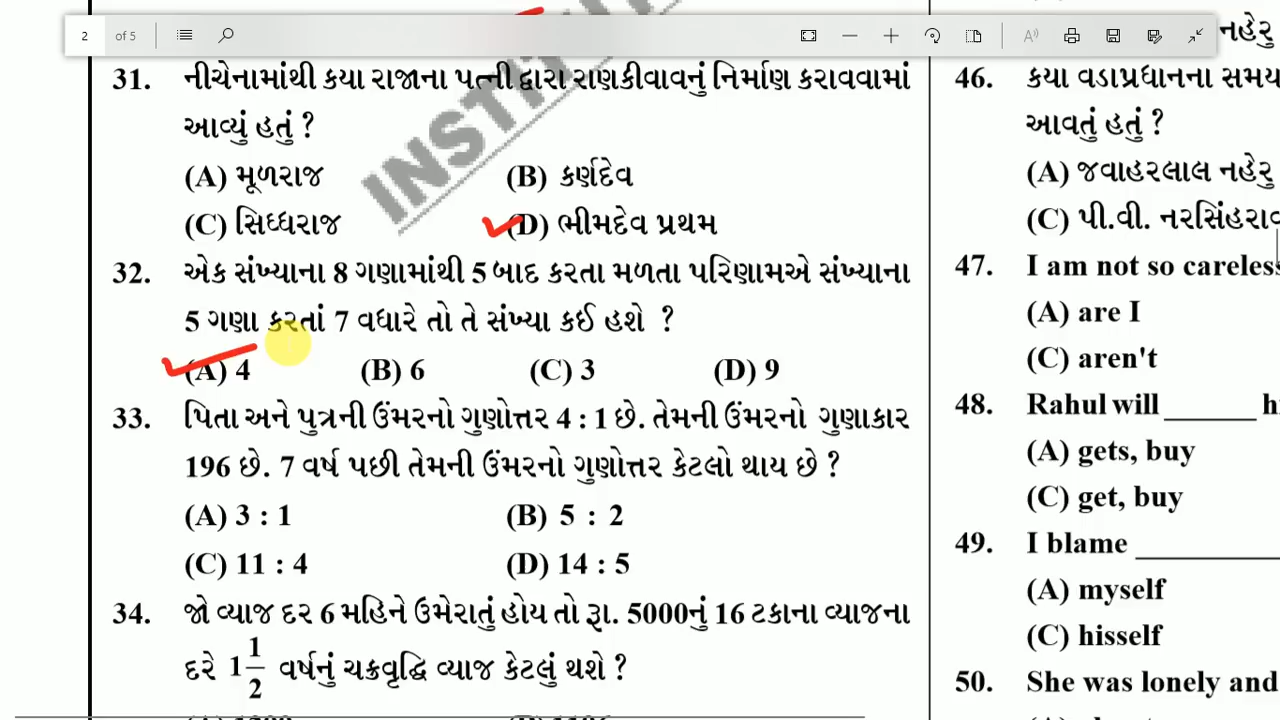 2 of 5
INSTIT
31. નીચેનામાંથી કયા રાજાના પત્ની દ્વારા રાણકીવાવનું નિર્માણ કરાવવામાં
આવ્યું હતું ?
(A) મૂળરાજ (B) કર્ણદેવ
(C) સિધ્ધરાજ (D) ભીમદેવ પ્રથમ
32. એક સંખ્યાના 8 ગણામાંથી 5 બાદ કરતા મળતા પરિણામએ સંખ્યાના
5 ગણા કરતાં 7 વધારે તો તે સંખ્યા કઈ હશે ?
(A) 4 (B) 6 (C) 3 (D) 9
33. પિતા અને પુત્રની ઉંમરનો ગુણોત્તર 4 : 1 છે. તેમની ઉંમરનો ગુણાકાર
196 છે. 7 વર્ષ પછી તેમની ઉંમરનો ગુણોત્તર કેટલો થાય છે ?
(A) 3 : 1 (B) 5 : 2
(C) 11 : 4 (D) 14 : 5
34. જો વ્યાજ દર 6 મહિને ઉમેરાતું હોય તો રૂા. 5000નું 16 ટકાના વ્યાજના
દરે 1 1/2 વર્ષનું ચક્રવૃદ્ધિ વ્યાજ કેટલું થશે ?
નહેરુ
46. કયા વડાપ્રધાનના સમય
આવતું હતું ?
(A) જવાહરલાલ નહેરુ
(C) પી.વી. નરસિંહરાવ
47. I am not so careless
(A) are I
(C) aren't
48. Rahul will ______ h
(A) gets, buy
(C) get, buy
49. I blame
(A) myself
(C) hisself
50. She was lonely and